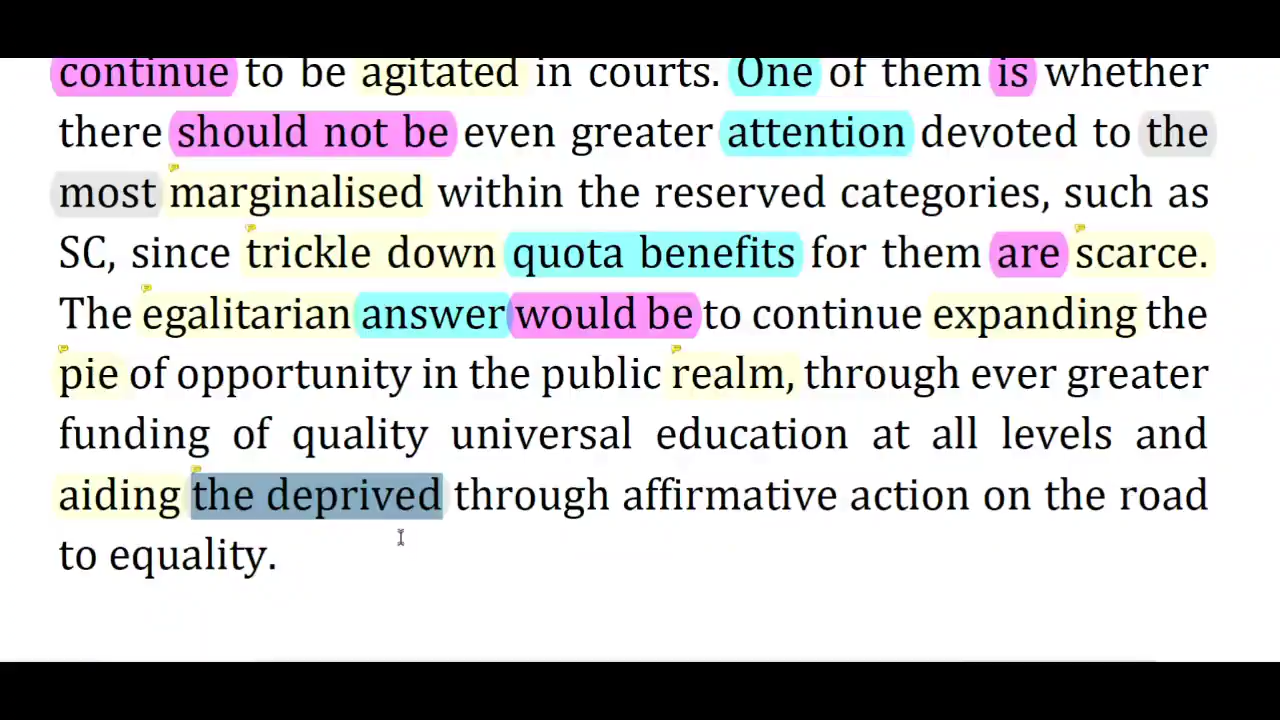 continue to be agitated in courts. One of them is whether
there should not be even greater attention devoted to the
most marginalised within the reserved categories, such as
SC, since trickle down quota benefits for them are scarce.
The egalitarian answer would be to continue expanding the
pie of opportunity in the public realm, through ever greater
funding of quality universal education at all levels and
aiding the deprived through affirmative action on the road
to equality.